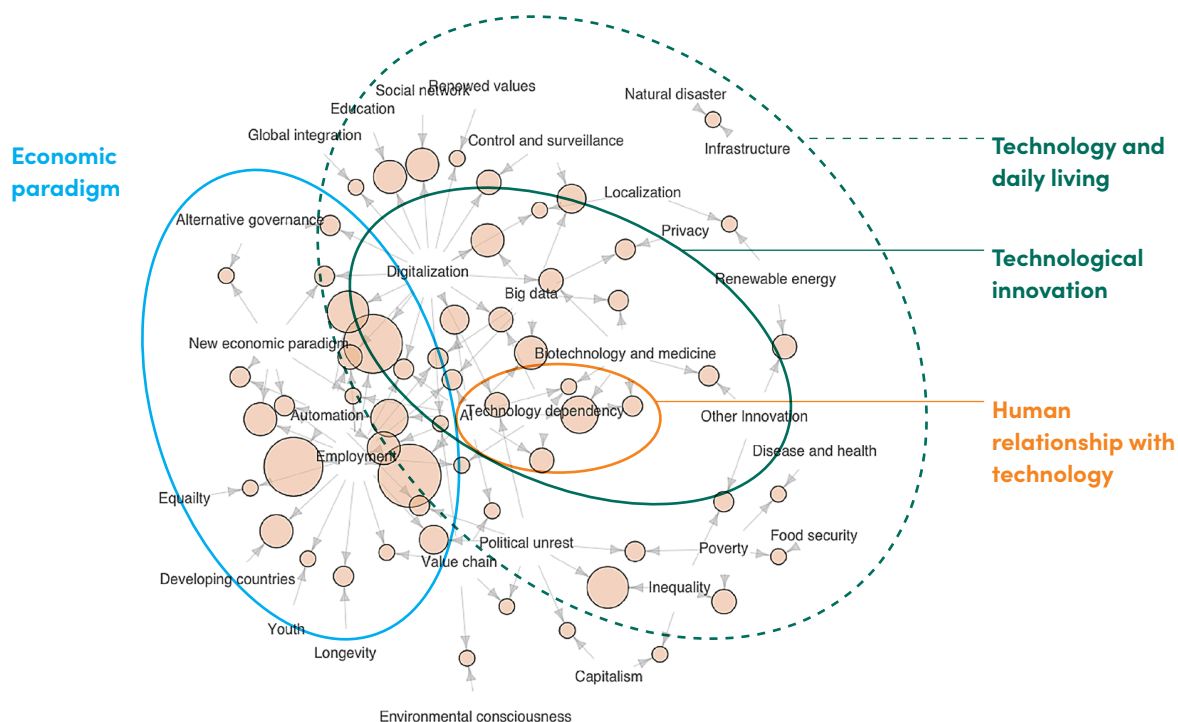 Social network
Renowed values
Natural disaster
Education
Global integration
Control and surveillance
Infrastructure
Economic
paradigm
Technology and
daily living
Localization
Alternative governance
Privacy
Technological
innovation
Digitalization
Renewable energy
Big data
New economic paradigm
Biotechnology and medicine
Automation
AI
Technology dependency
Other Innovation
Human
relationship with
technology
Employment
Disease and health
Equailty
Food security
Political unrest
Poverty
Value chain
Developing countries
Inequality
Youth
Longevity
Capitalism
Environmental consciousness